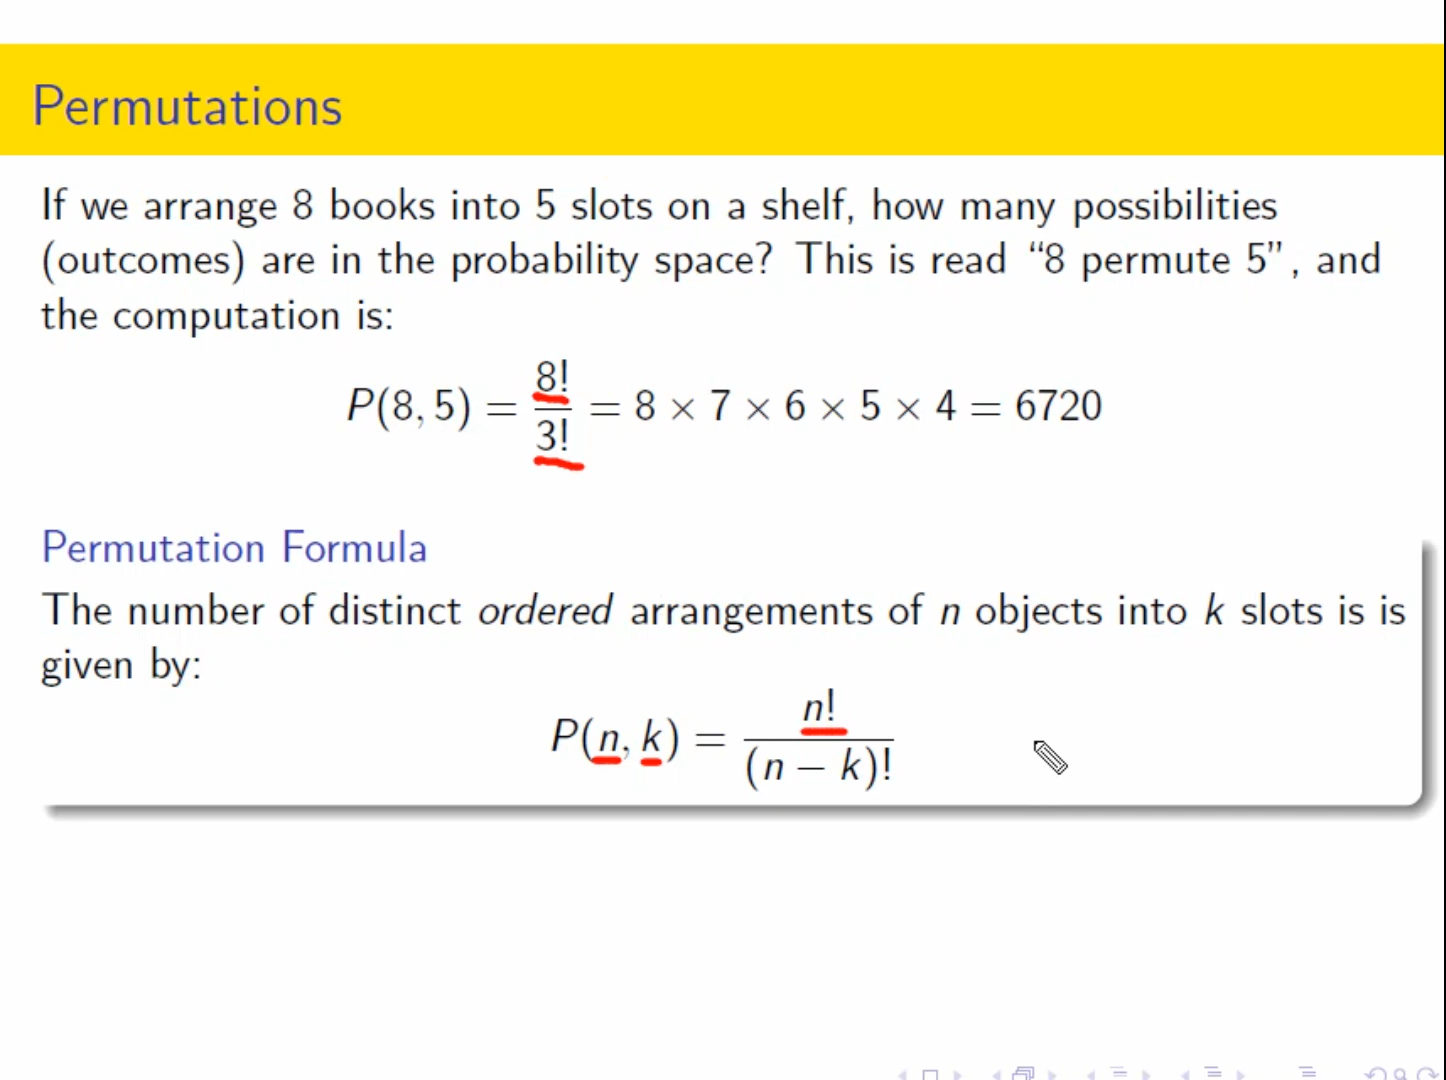 Permutations
If we arrange 8 books into 5 slots on a shelf, how many possibilities
(outcomes) are in the probability space? This is read “8 permute 5”, and
the computation is:
P(8, 5) = 8!/3! = 8 × 7 × 6 × 5 × 4 = 6720
Permutation Formula
The number of distinct ordered arrangements of n objects into k slots is is
given by:
P(n, k) = n!/(n − k)!